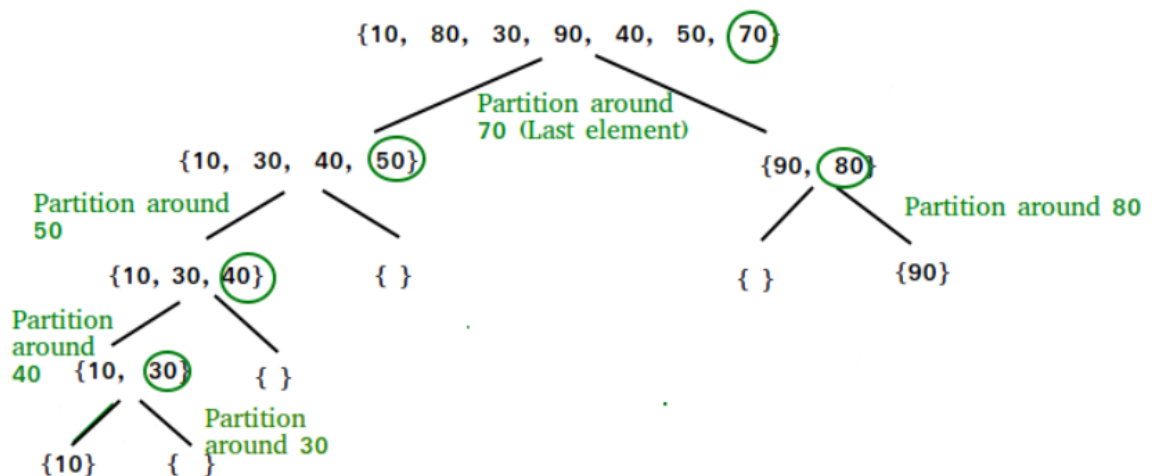 {10, 80, 30, 90, 40, 50, 70}
Partition around
70 (Last element)
{10, 30, 40, 50}
{90, 80}
Partition around
50
Partition around 80
{10, 30, 40}
{ }
{ }
{90}
Partition
around
40
{10, 30}
{ }
Partition
around 30
{10}
{ }